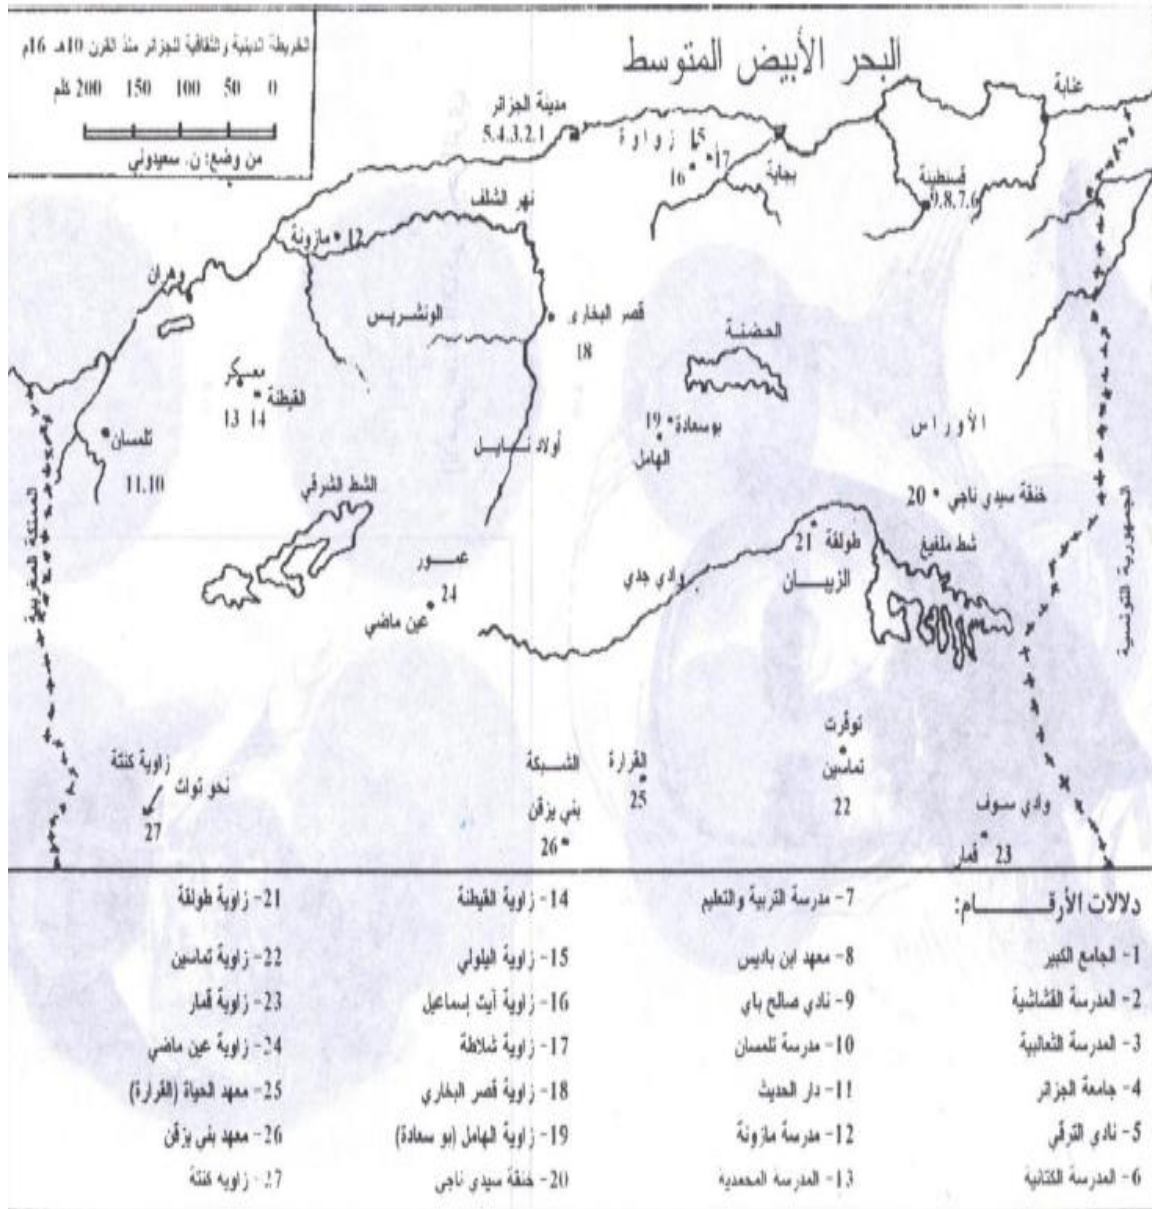 الخريطة الدينية والثقافية للجزائر منذ القرن 10هـ 16م
0 50 100 150 200 كلم
من وضع: ن. سعيدوني
البحر الأبيض المتوسط
عنابة
مدينة الجزائر
5.4.3.2.1
زواوة
15
17
16
بجاية
قسنطينة
9.8.7.6
نهر الشلف
مازونة 12
وهران
الونشريس
قصر البخاري
18
الحضنة
معسكر
القيطنة
13 14
تلمسان
11.10
أولاد نايل
19 بوسعادة
الهامل
الأوراس
الشط الشرقي
20 خنقة سيدي ناجي
21 طولقة
شط ملغيغ
الزيبان
وادي جدي
عمور
24
عين ماضي
المملكة المغربية
الجمهورية التونسية
توقرت
تماسين
22
القرارة
25
الشبكة
بني يزقن
26
زاوية كنتة
نحو توات
27
وادي سوف
قمار 23
دلالات الأرقــــام:
1- الجامع الكبير
2- المدرسة القشاشية
3- المدرسة الثعالبية
4- جامعة الجزائر
5- نادي الترقي
6- المدرسة الكتانية
7- مدرسة التربية والتعليم
8- معهد ابن باديس
9- نادي صالح باي
10- مدرسة تلمسان
11- دار الحديث
12- مدرسة مازونة
13- المدرسة المحمدية
14- زاوية القيطنة
15- زاوية اليلولي
16- زاوية آيت إسماعيل
17- زاوية شلاطة
18- زاوية قصر البخاري
19- زاوية الهامل (بو سعادة)
20- خنقة سيدي ناجي
21- زاوية طولقة
22- زاوية تماسين
23- زاوية قمار
24- زاوية عين ماضي
25- معهد الحياة (القرارة)
26- معهد بني يزقن
27- زاويه كنتة